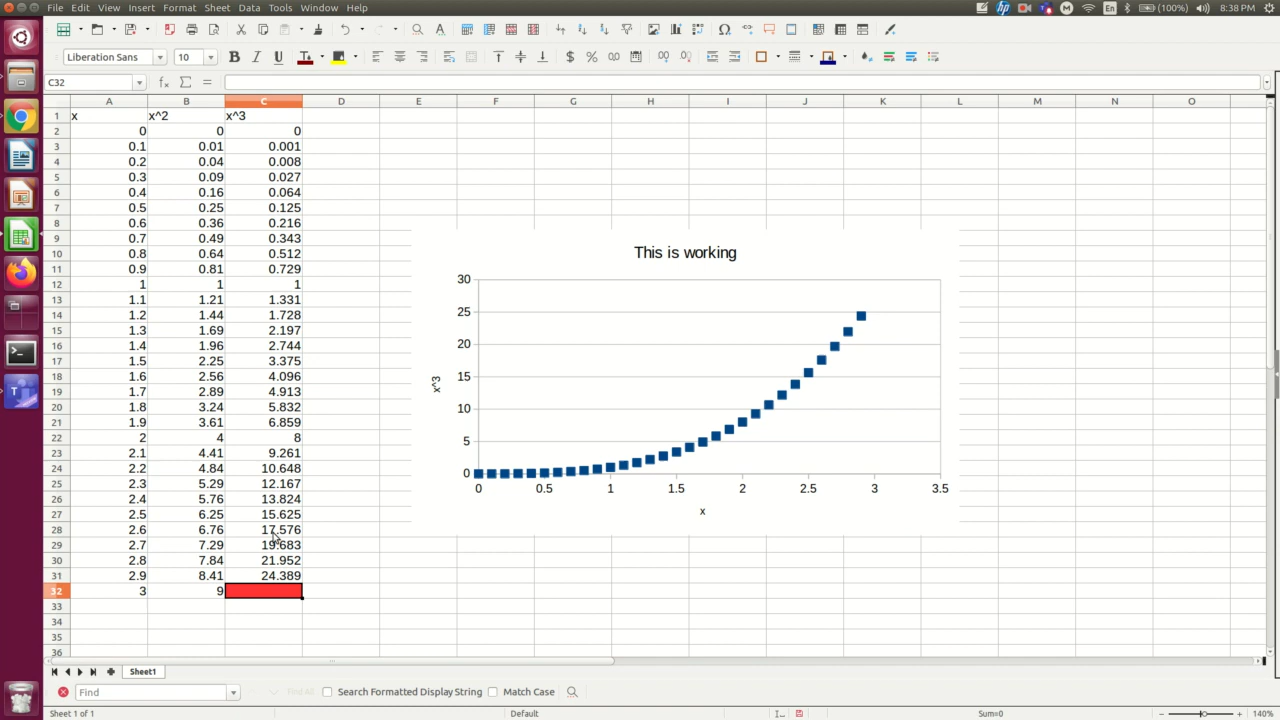 File Edit View Insert Format Sheet Data Tools Window Help En (100%) 8:38 PM
Liberation Sans 10
C32
A B C D E F G H I J K L M N O
1 x x^2 x^3
2 0 0 0
3 0.1 0.01 0.001
4 0.2 0.04 0.008
5 0.3 0.09 0.027
6 0.4 0.16 0.064
7 0.5 0.25 0.125
8 0.6 0.36 0.216
9 0.7 0.49 0.343
10 0.8 0.64 0.512
11 0.9 0.81 0.729
12 1 1 1
13 1.1 1.21 1.331
14 1.2 1.44 1.728
15 1.3 1.69 2.197
16 1.4 1.96 2.744
17 1.5 2.25 3.375
18 1.6 2.56 4.096
19 1.7 2.89 4.913
20 1.8 3.24 5.832
21 1.9 3.61 6.859
22 2 4 8
23 2.1 4.41 9.261
24 2.2 4.84 10.648
25 2.3 5.29 12.167
26 2.4 5.76 13.824
27 2.5 6.25 15.625
28 2.6 6.76 17.576
29 2.7 7.29 19.683
30 2.8 7.84 21.952
31 2.9 8.41 24.389
32 3 9
33
34
35
36
This is working
30
25
20
15
10
5
0
x^3
0 0.5 1 1.5 2 2.5 3 3.5
x
Sheet1
Find Find All Search Formatted Display String Match Case
Sheet 1 of 1 Default Sum=0 140%